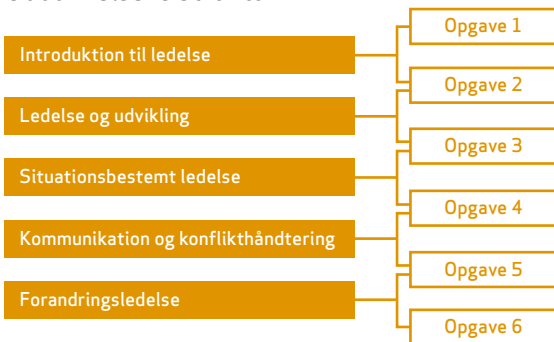 Introduktion til ledelse
Ledelse og udvikling
Situationsbestemt ledelse
Kommunikation og konflikthåndtering
Forandringsledelse
Opgave 1
Opgave 2
Opgave 3
Opgave 4
Opgave 5
Opgave 6